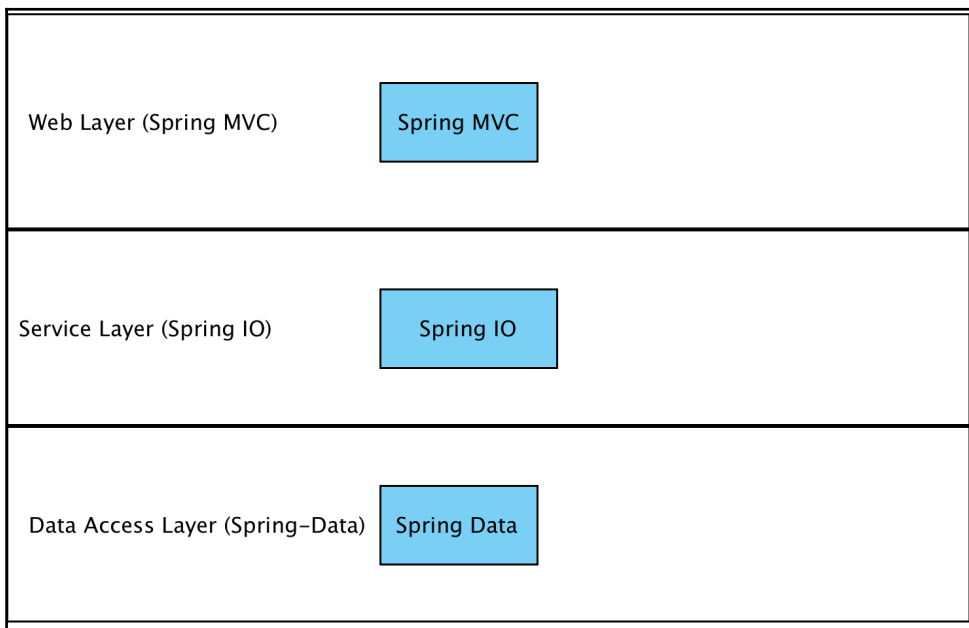 Web Layer (Spring MVC)
Spring MVC
Service Layer (Spring IO)
Spring IO
Data Access Layer (Spring-Data)
Spring Data